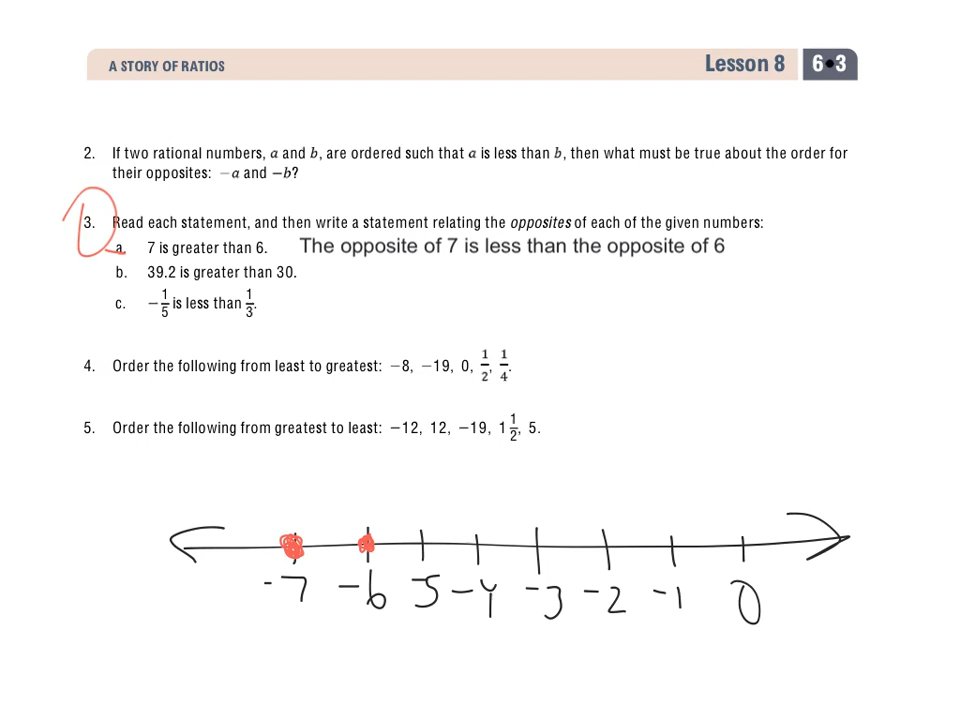 A STORY OF RATIOS
Lesson 8
6•3
2. If two rational numbers, a and b, are ordered such that a is less than b, then what must be true about the order for
their opposites: −a and −b?
3. Read each statement, and then write a statement relating the opposites of each of the given numbers:
a. 7 is greater than 6. The opposite of 7 is less than the opposite of 6
b. 39.2 is greater than 30.
c. −1/5 is less than 1/3.
4. Order the following from least to greatest: −8, −19, 0, 1/2, 1/4.
5. Order the following from greatest to least: −12, 12, −19, 1 1/2, 5.
-7 -6 5 -4 -3 -2 -1 0